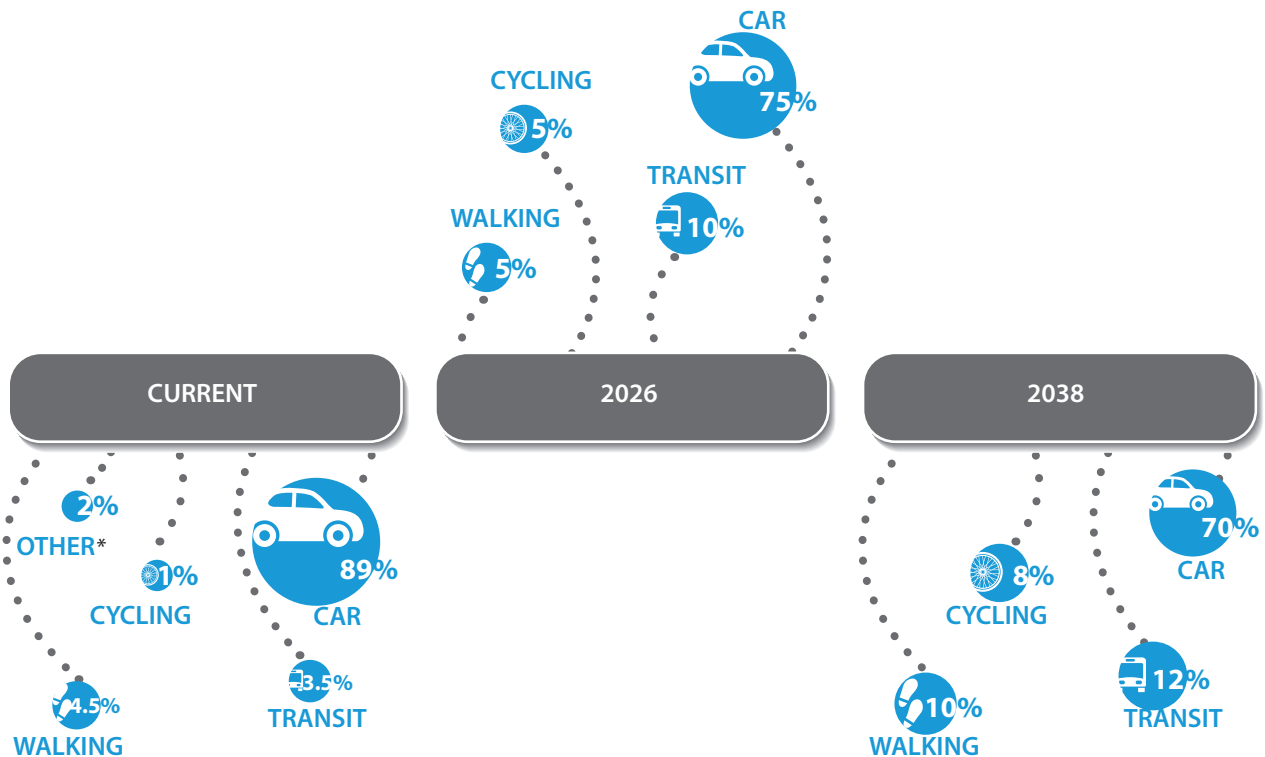 CAR
75%
CYCLING
5%
TRANSIT
10%
WALKING
5%
CURRENT
2026
2038
2%
OTHER*
1%
CYCLING
89%
CAR
3.5%
TRANSIT
4.5%
WALKING
70%
CAR
8%
CYCLING
12%
TRANSIT
10%
WALKING